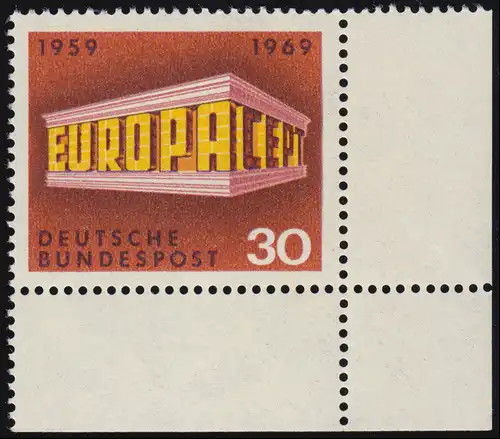 1959 1969
EUROPA CEPT
DEUTSCHE
BUNDESPOST 30